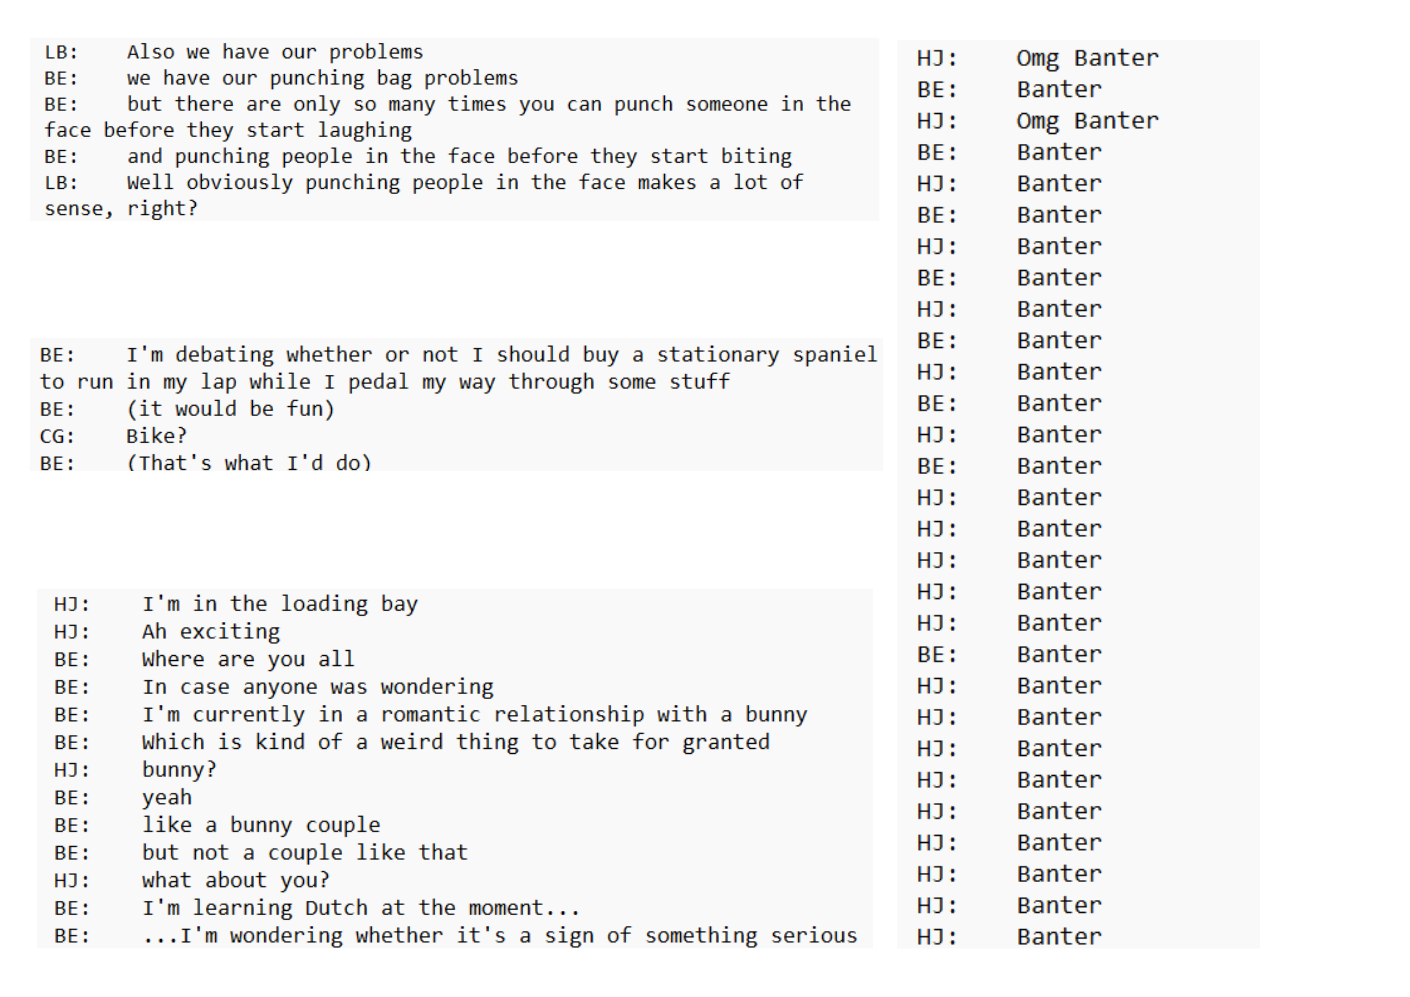 LB: Also we have our problems
BE: we have our punching bag problems
BE: but there are only so many times you can punch someone in the
face before they start laughing
BE: and punching people in the face before they start biting
LB: Well obviously punching people in the face makes a lot of
sense, right?
BE: I'm debating whether or not I should buy a stationary spaniel
to run in my lap while I pedal my way through some stuff
BE: (it would be fun)
CG: Bike?
BE: (That's what I'd do)
HJ: I'm in the loading bay
HJ: Ah exciting
BE: Where are you all
BE: In case anyone was wondering
BE: I'm currently in a romantic relationship with a bunny
BE: Which is kind of a weird thing to take for granted
HJ: bunny?
BE: yeah
BE: like a bunny couple
BE: but not a couple like that
HJ: what about you?
BE: I'm learning Dutch at the moment...
BE: ...I'm wondering whether it's a sign of something serious
HJ: Omg Banter
BE: Banter
HJ: Omg Banter
BE: Banter
HJ: Banter
BE: Banter
HJ: Banter
BE: Banter
HJ: Banter
BE: Banter
HJ: Banter
BE: Banter
HJ: Banter
BE: Banter
HJ: Banter
HJ: Banter
HJ: Banter
HJ: Banter
HJ: Banter
BE: Banter
HJ: Banter
HJ: Banter
HJ: Banter
HJ: Banter
HJ: Banter
HJ: Banter
HJ: Banter
HJ: Banter
HJ: Banter